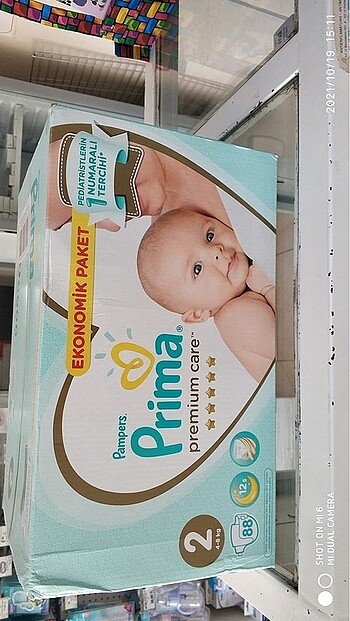 PEDİATRİSTLERİN
1 NUMARALI
TERCİHİ*
EKONOMİK PAKET
Pampers.
Prima®
premium care™
12
2
4-8 kg
88
2021/10/19 15:11
SHOT ON MI 6
MI DUAL CAMERA